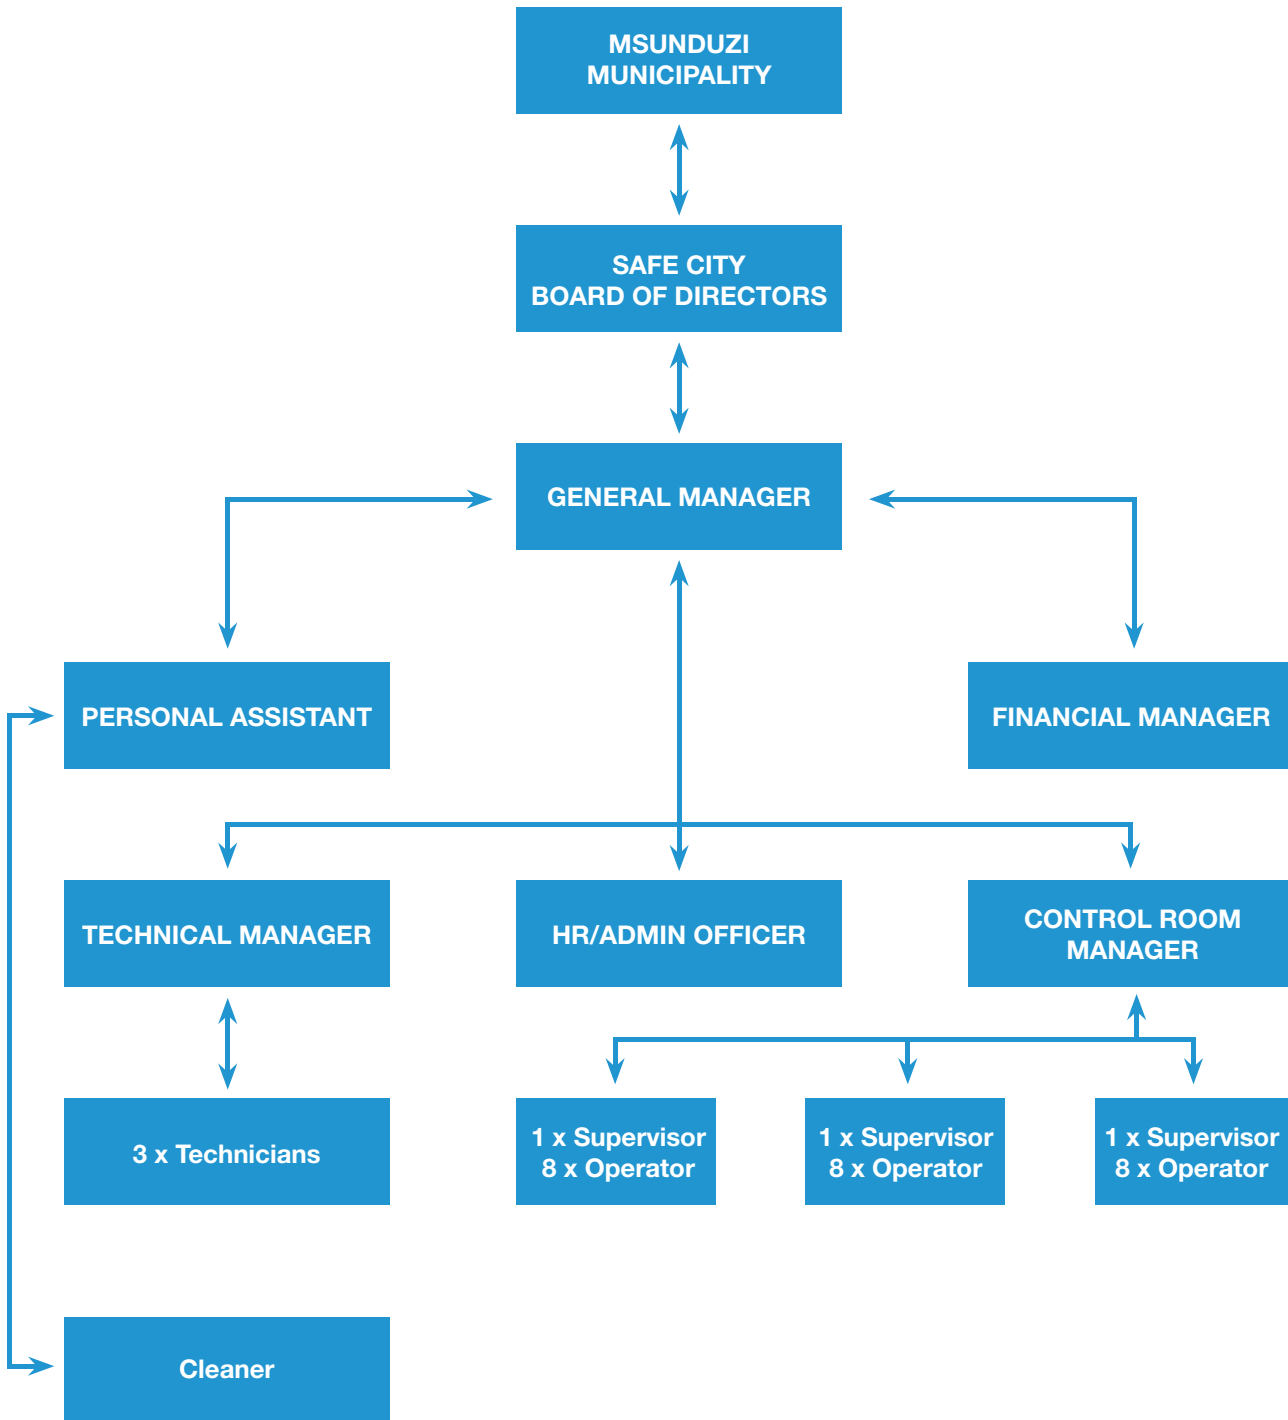 MSUNDUZI
MUNICIPALITY
SAFE CITY
BOARD OF DIRECTORS
GENERAL MANAGER
PERSONAL ASSISTANT
FINANCIAL MANAGER
TECHNICAL MANAGER
HR/ADMIN OFFICER
CONTROL ROOM
MANAGER
3 x Technicians
1 x Supervisor
8 x Operator
1 x Supervisor
8 x Operator
1 x Supervisor
8 x Operator
Cleaner